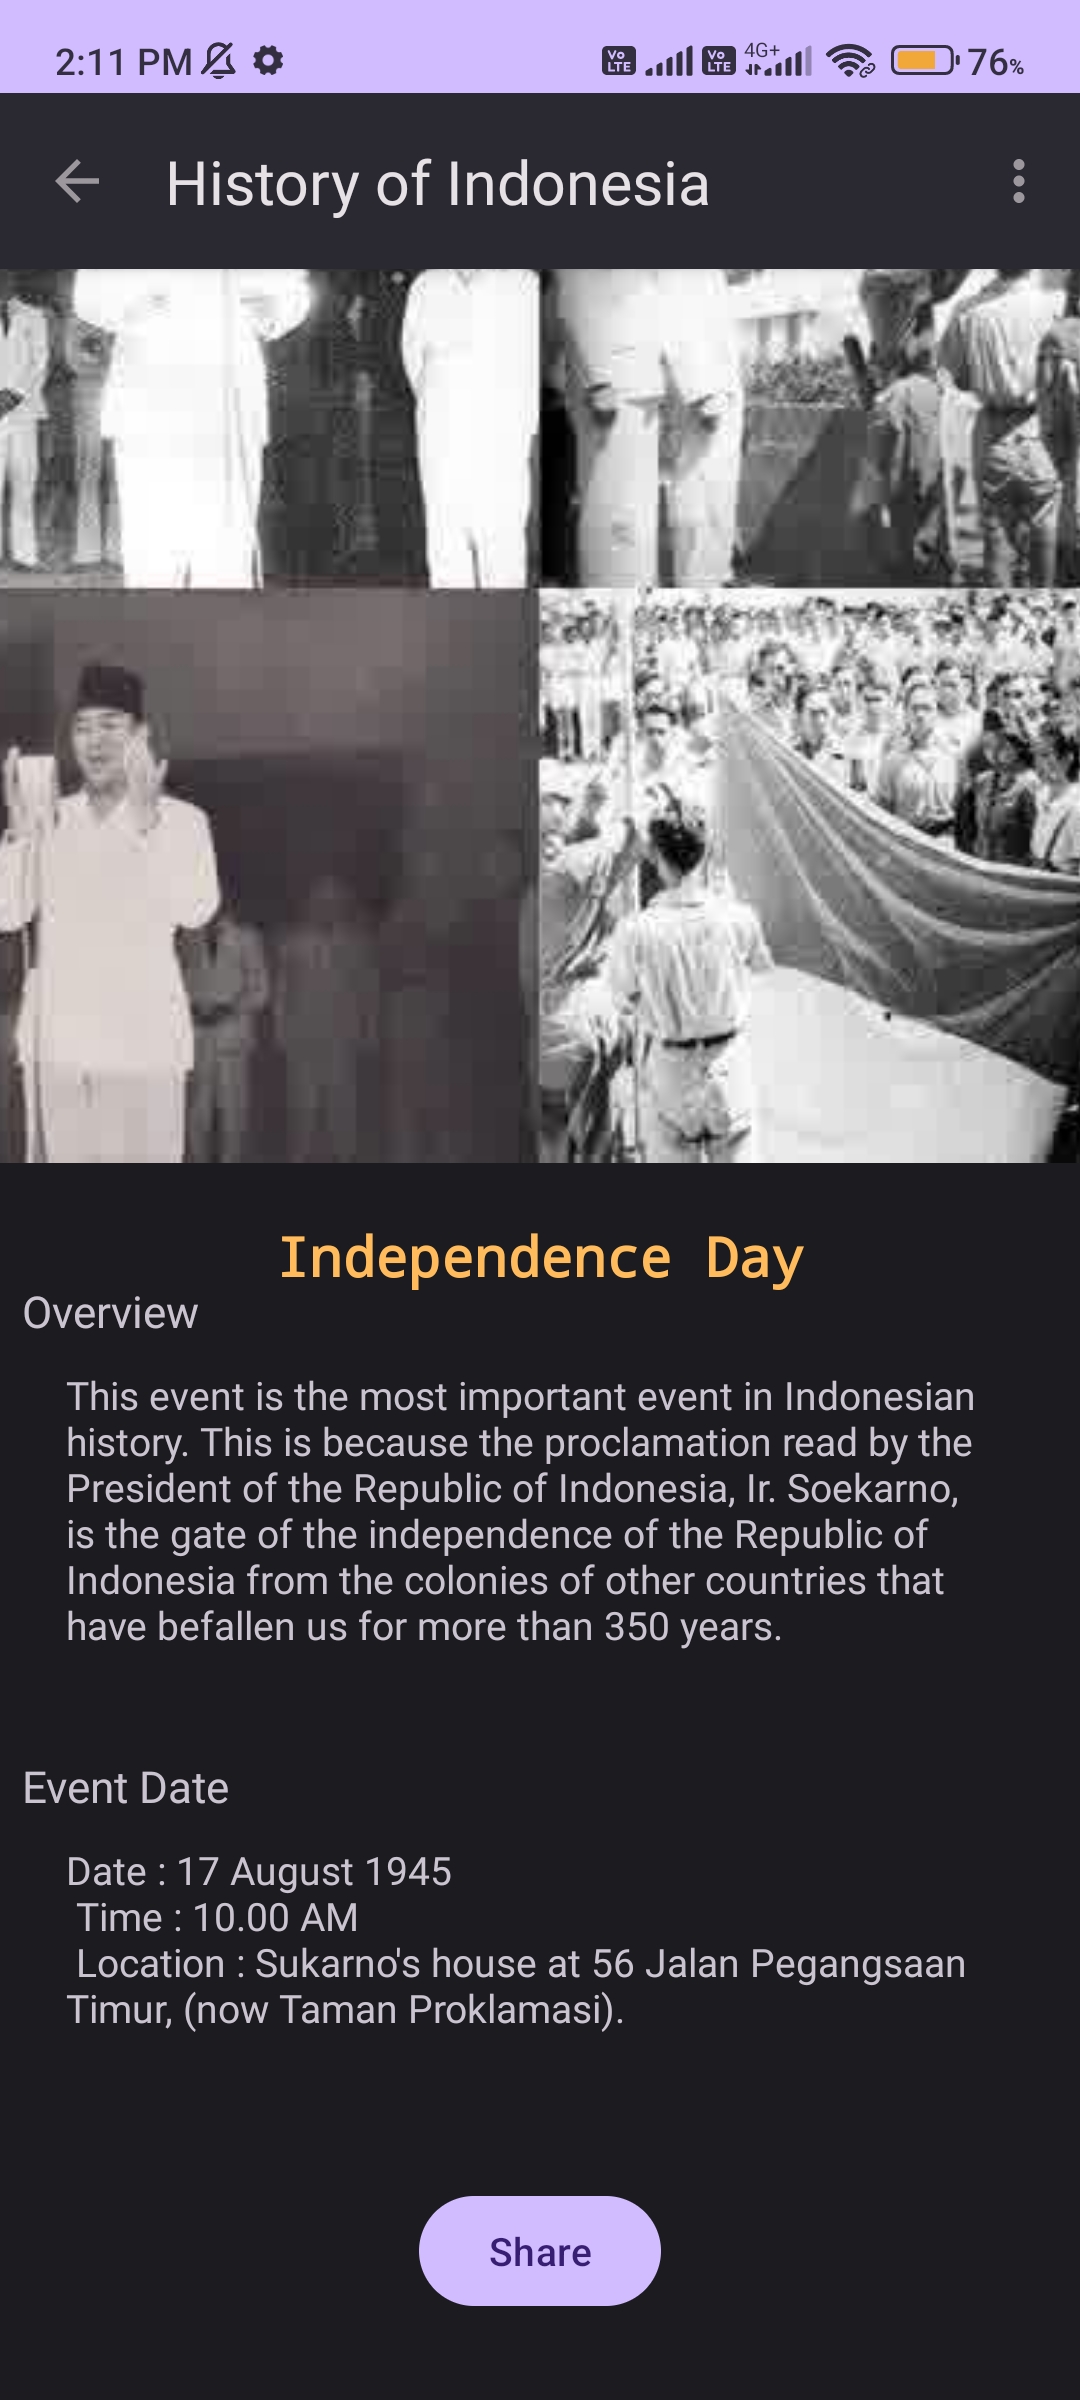 2:11 PM
Vo LTE Vo LTE 4G+ 76%
History of Indonesia
Independence Day
Overview
This event is the most important event in Indonesian
history. This is because the proclamation read by the
President of the Republic of Indonesia, Ir. Soekarno,
is the gate of the independence of the Republic of
Indonesia from the colonies of other countries that
have befallen us for more than 350 years.
Event Date
Date : 17 August 1945
Time : 10.00 AM
Location : Sukarno's house at 56 Jalan Pegangsaan
Timur, (now Taman Proklamasi).
Share